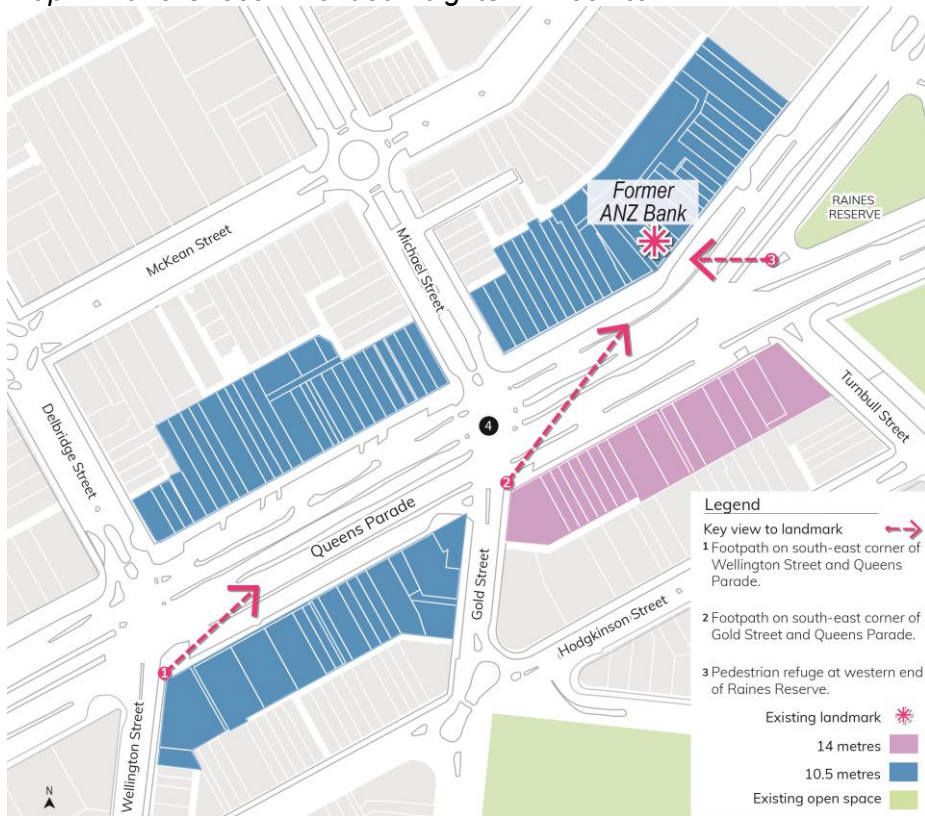 Former
ANZ Bank
RAINES
RESERVE
McKean Street
Michael Street
3
Delbridge Street
Turnbull Street
4
2
Queens Parade
Gold Street
Hodgkinson Street
1
Wellington Street
N
Legend
Key view to landmark
1 Footpath on south-east corner of
Wellington Street and Queens
Parade.
2 Footpath on south-east corner of
Gold Street and Queens Parade.
3 Pedestrian refuge at western end
of Raines Reserve.
Existing landmark
14 metres
10.5 metres
Existing open space